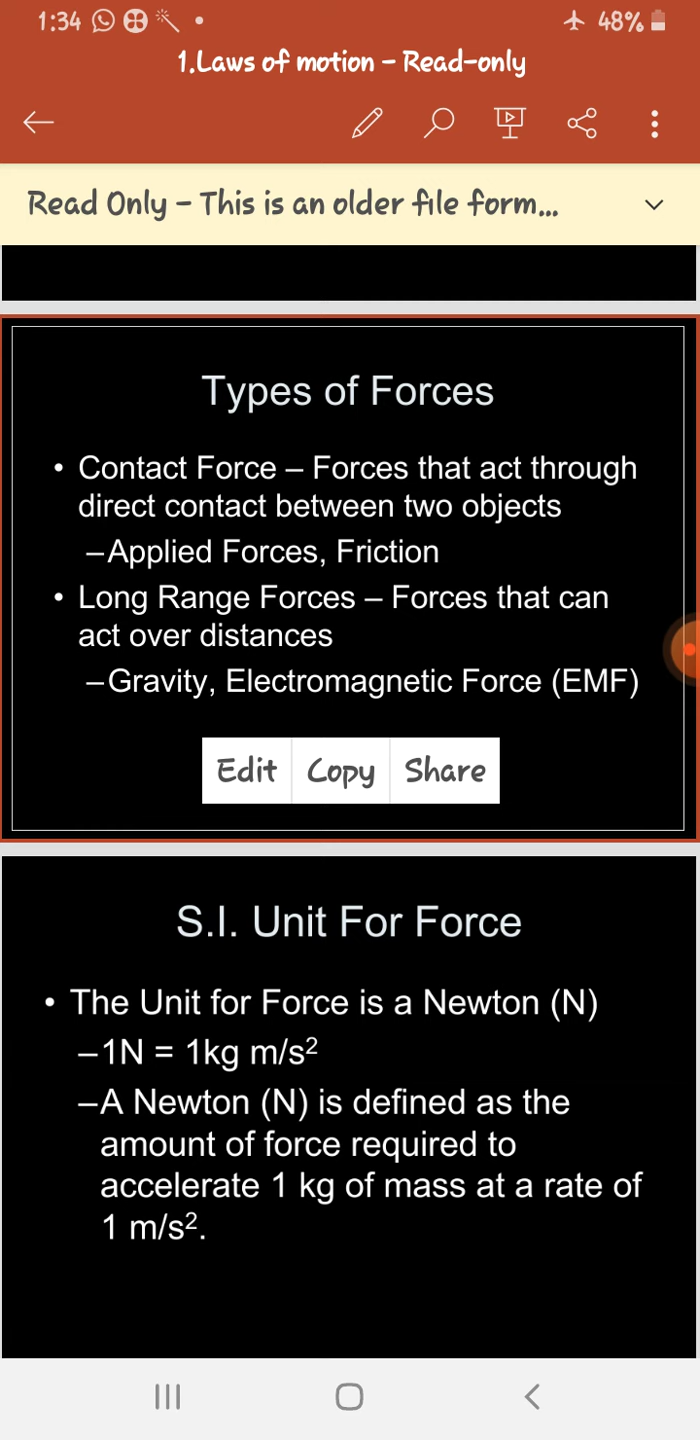 1:34 48%
1.Laws of motion – Read-only
Read Only – This is an older file form...
Types of Forces
• Contact Force – Forces that act through
direct contact between two objects
–Applied Forces, Friction
• Long Range Forces – Forces that can
act over distances
–Gravity, Electromagnetic Force (EMF)
Edit Copy Share
S.I. Unit For Force
• The Unit for Force is a Newton (N)
–1N = 1kg m/s²
–A Newton (N) is defined as the
amount of force required to
accelerate 1 kg of mass at a rate of
1 m/s².